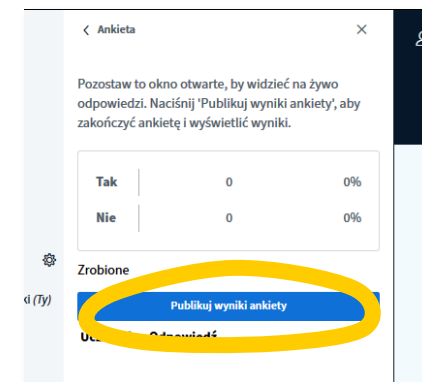 Ankieta
Pozostaw to okno otwarte, by widzieć na żywo
odpowiedzi. Naciśnij 'Publikuj wyniki ankiety', aby
zakończyć ankietę i wyświetlić wyniki.
Tak 0 0%
Nie 0 0%
Zrobione
ki (Ty)
Publikuj wyniki ankiety
Odpowiedź